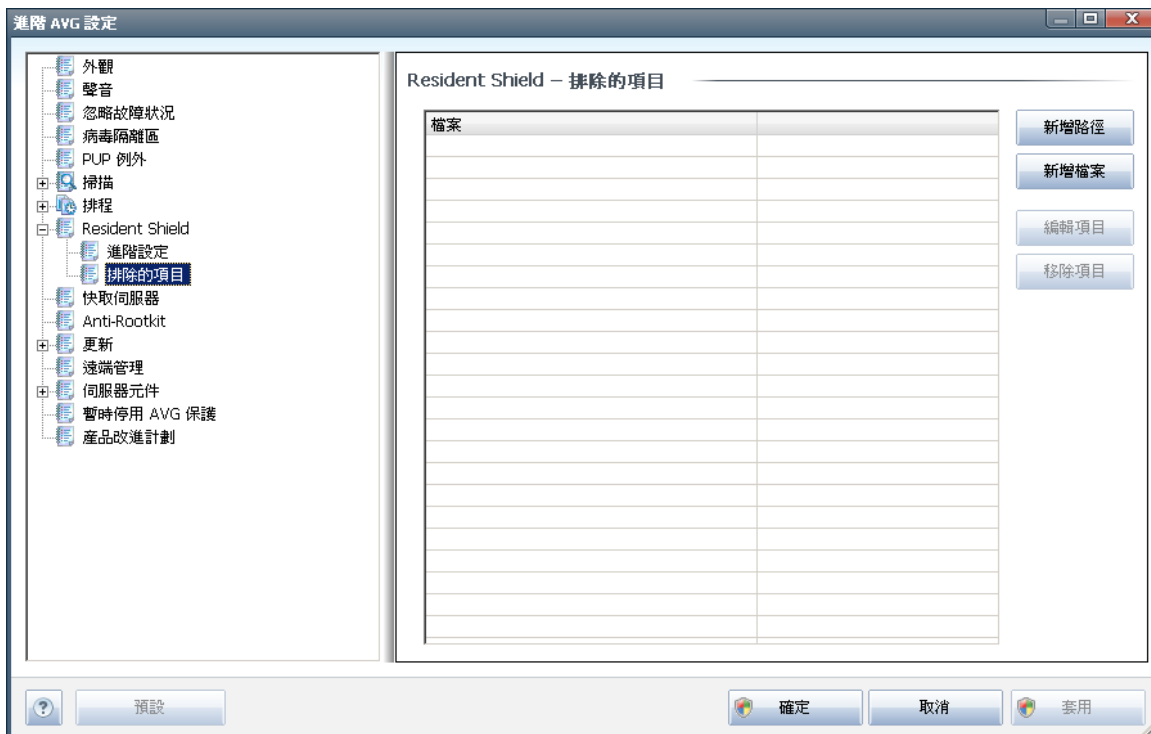 進階 AVG 設定
外觀
聲音
忽略故障狀況
病毒隔離區
PUP 例外
掃描
排程
Resident Shield
進階設定
排除的項目
快取伺服器
Anti-Rootkit
更新
遠端管理
伺服器元件
暫時停用 AVG 保護
產品改進計劃
Resident Shield – 排除的項目
檔案
新增路徑
新增檔案
編輯項目
移除項目
預設
確定
取消
套用